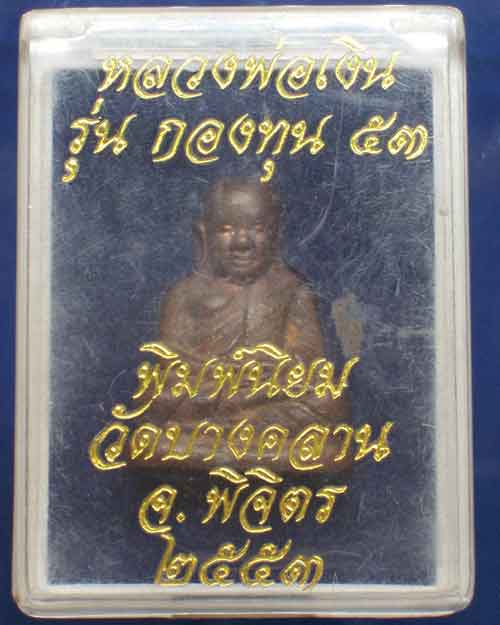 หลวงพ่อเงิน
รุ่น กองทุน ๕๓
พิมพ์นิยม
วัดบางคลาน
จ. พิจิตร
๒๕๕๓